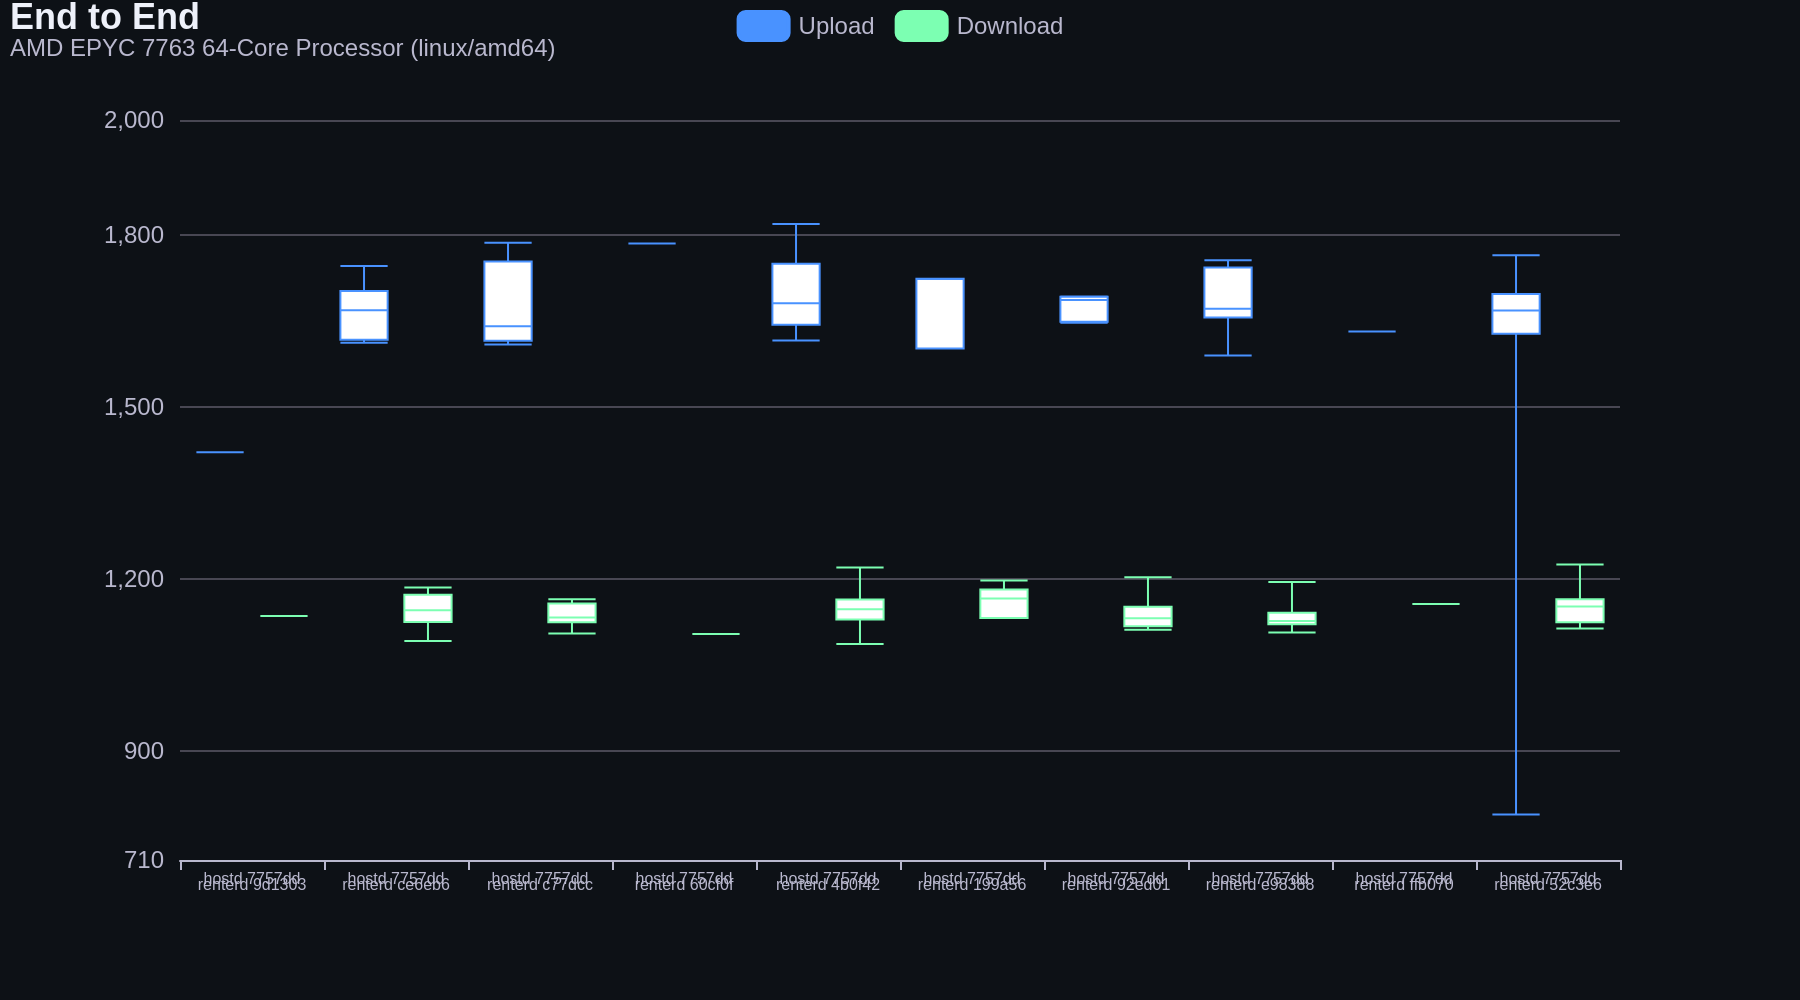 End to End
AMD EPYC 7763 64-Core Processor (linux/amd64)
Upload
Download
2,000
1,800
1,500
1,200
900
710
hostd 7757dd
renterd 9d1303
hostd 7757dd
renterd ce6eb6
hostd 7757dd
renterd c77dcc
hostd 7757dd
renterd 60cf0f
hostd 7757dd
renterd 4b0f42
hostd 7757dd
renterd 199a56
hostd 7757dd
renterd 92ed01
hostd 7757dd
renterd e98388
hostd 7757dd
hostd 7757dd
renterd 52c3e6